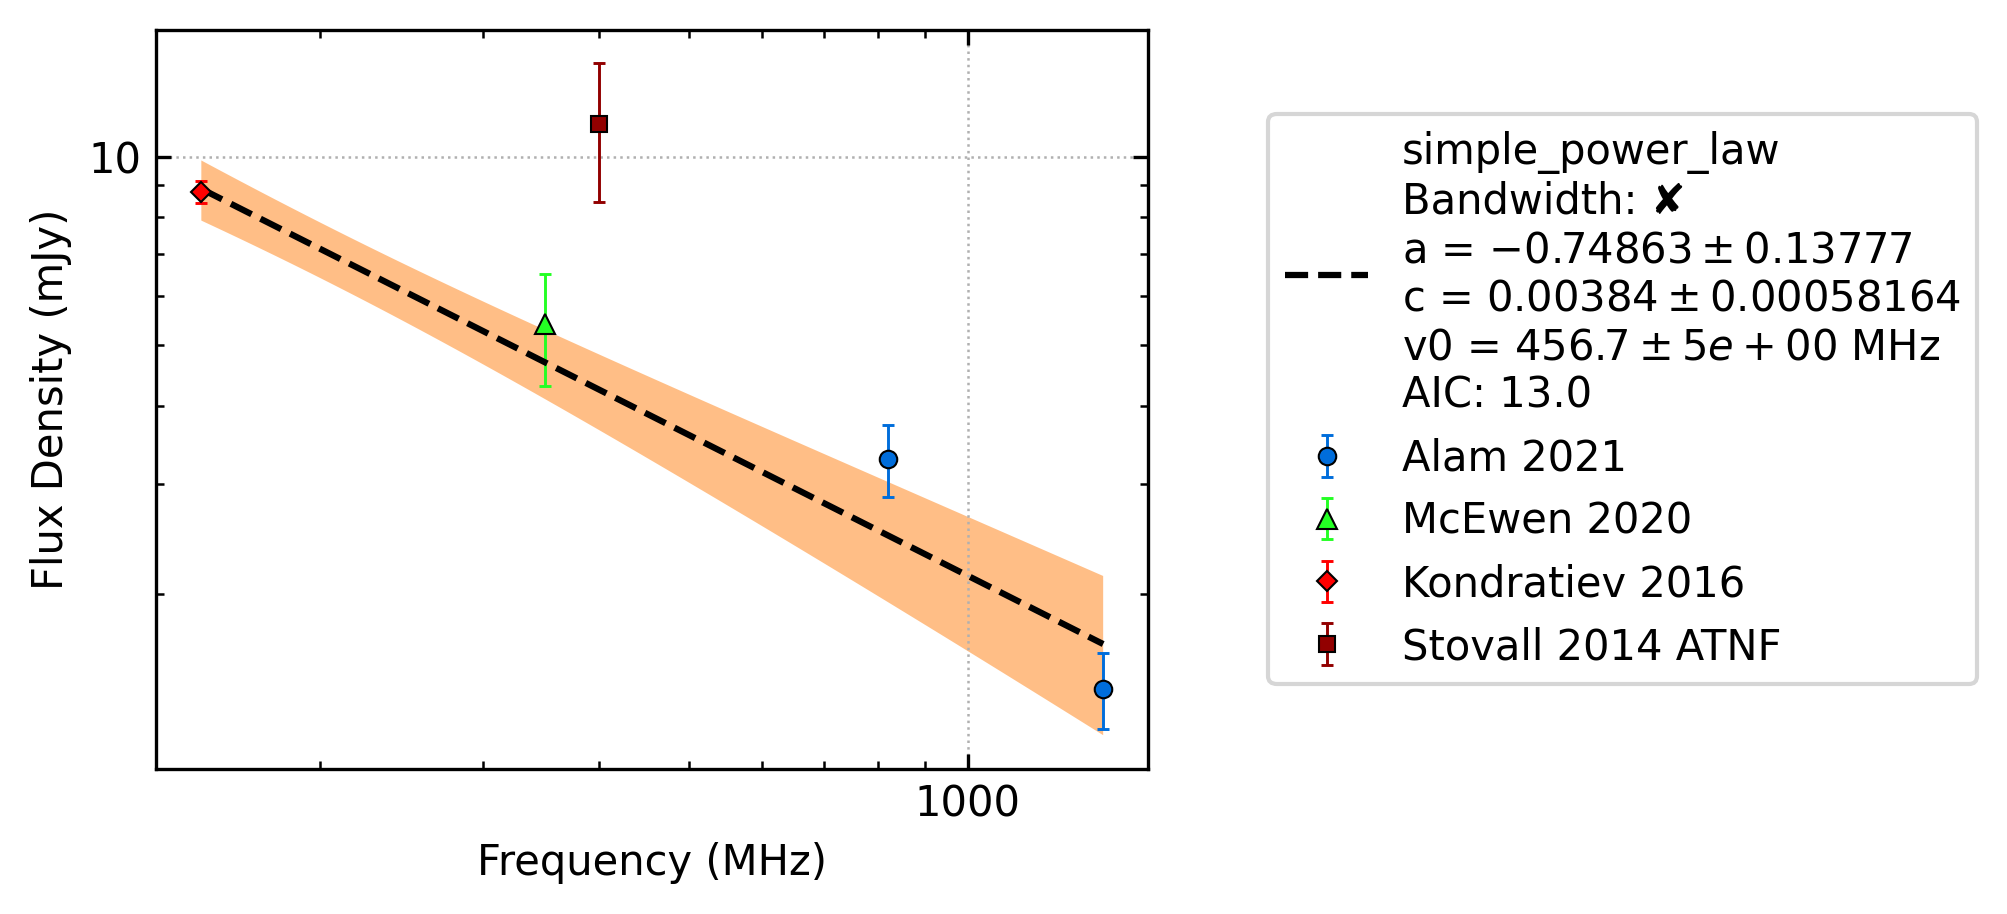 10
1000
Flux Density (mJy)
Frequency (MHz)
simple_power_law
Bandwidth: ✘
a = −0.74863 ± 0.13777
c = 0.00384 ± 0.00058164
v0 = 456.7 ± 5e + 00 MHz
AIC: 13.0
Alam 2021
McEwen 2020
Kondratiev 2016
Stovall 2014 ATNF